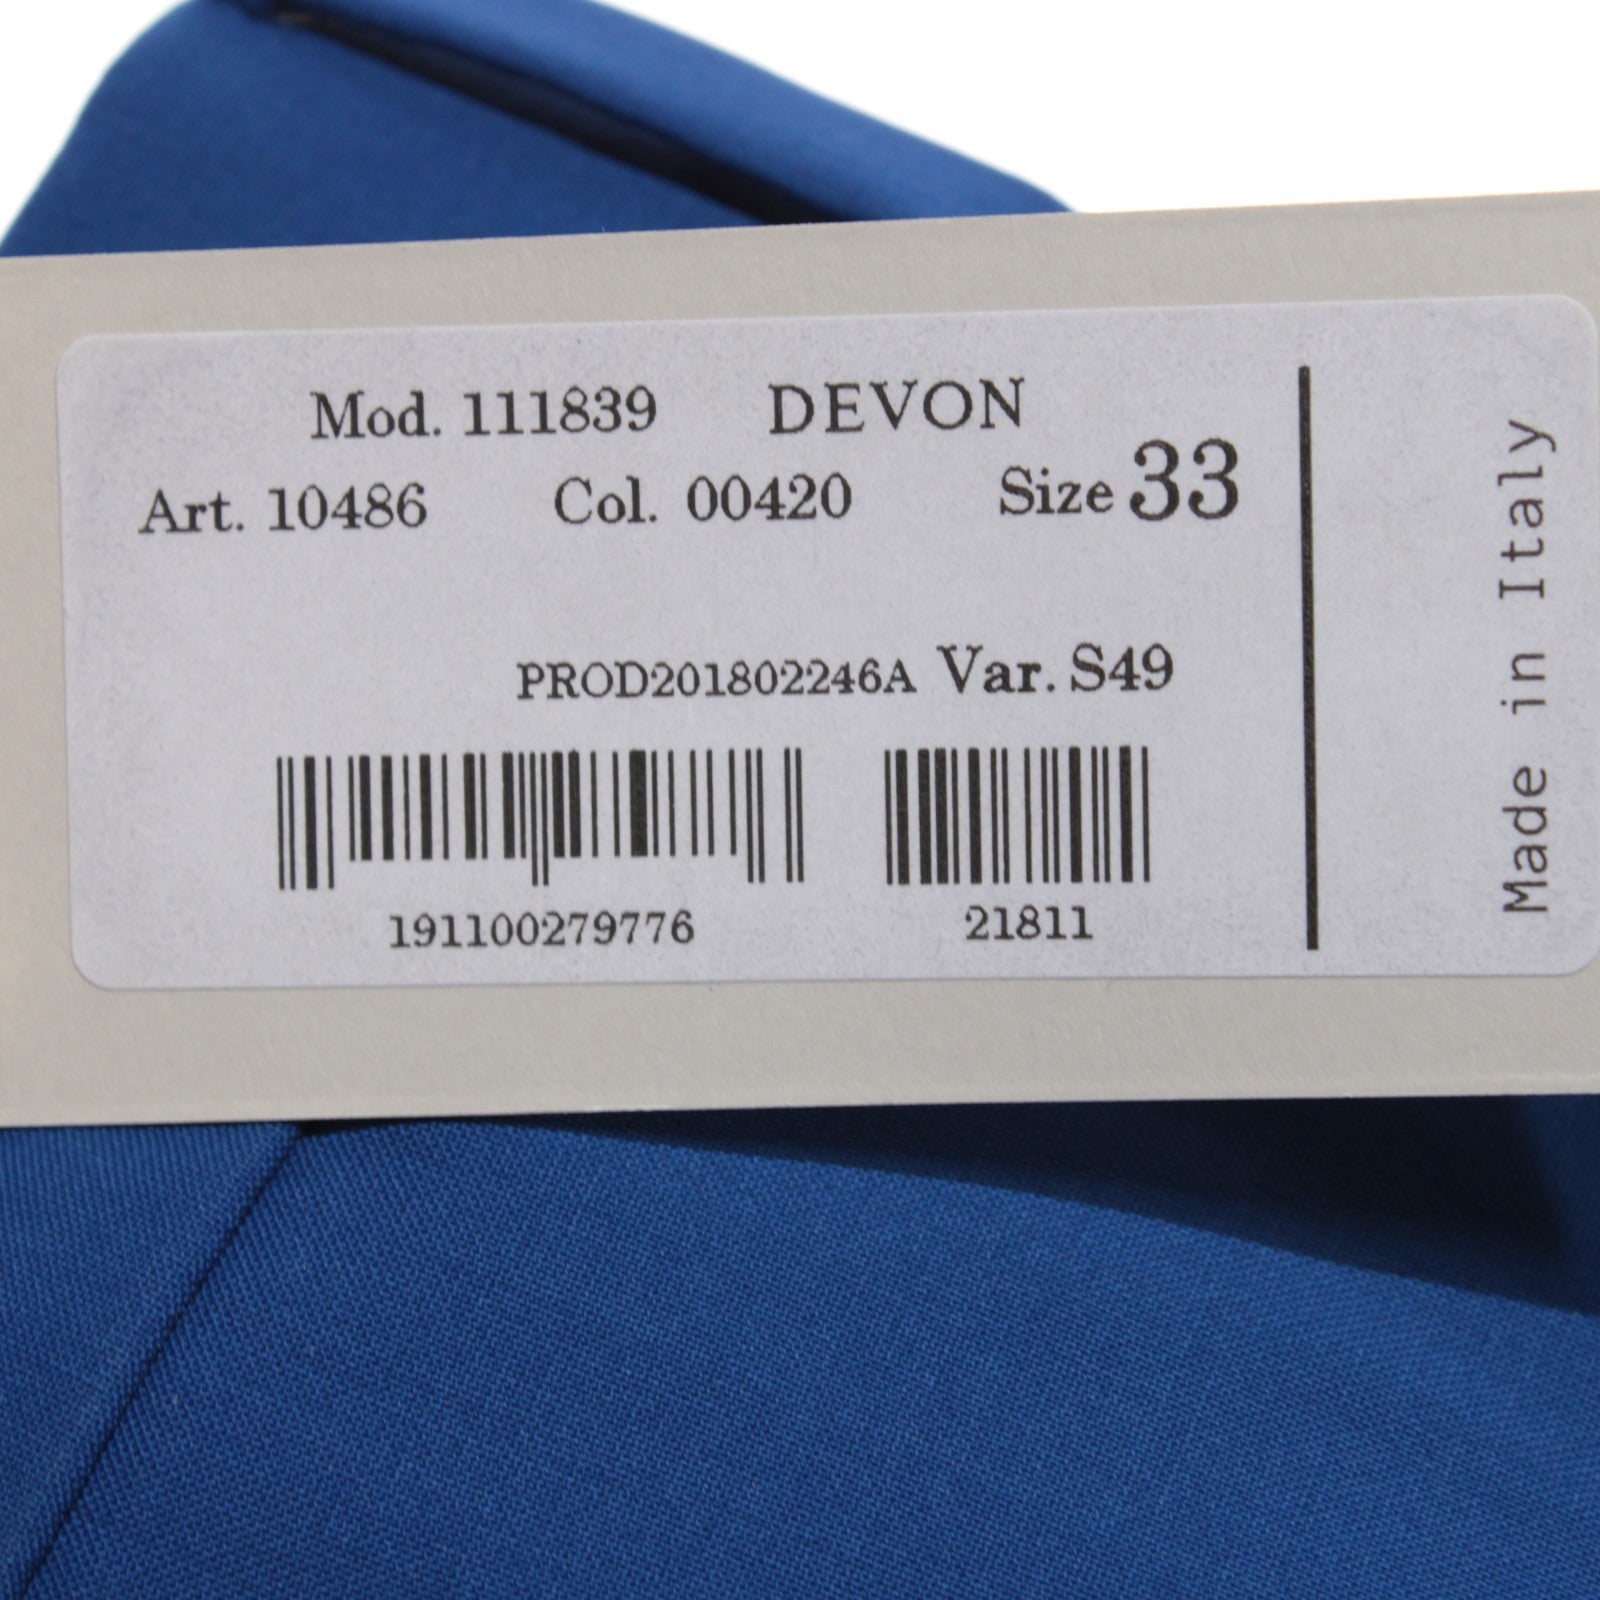 Mod. 111839 DEVON
Art. 10486 Col. 00420 Size 33
PROD201802246A Var. S49
191100279776 21811
Made in Italy